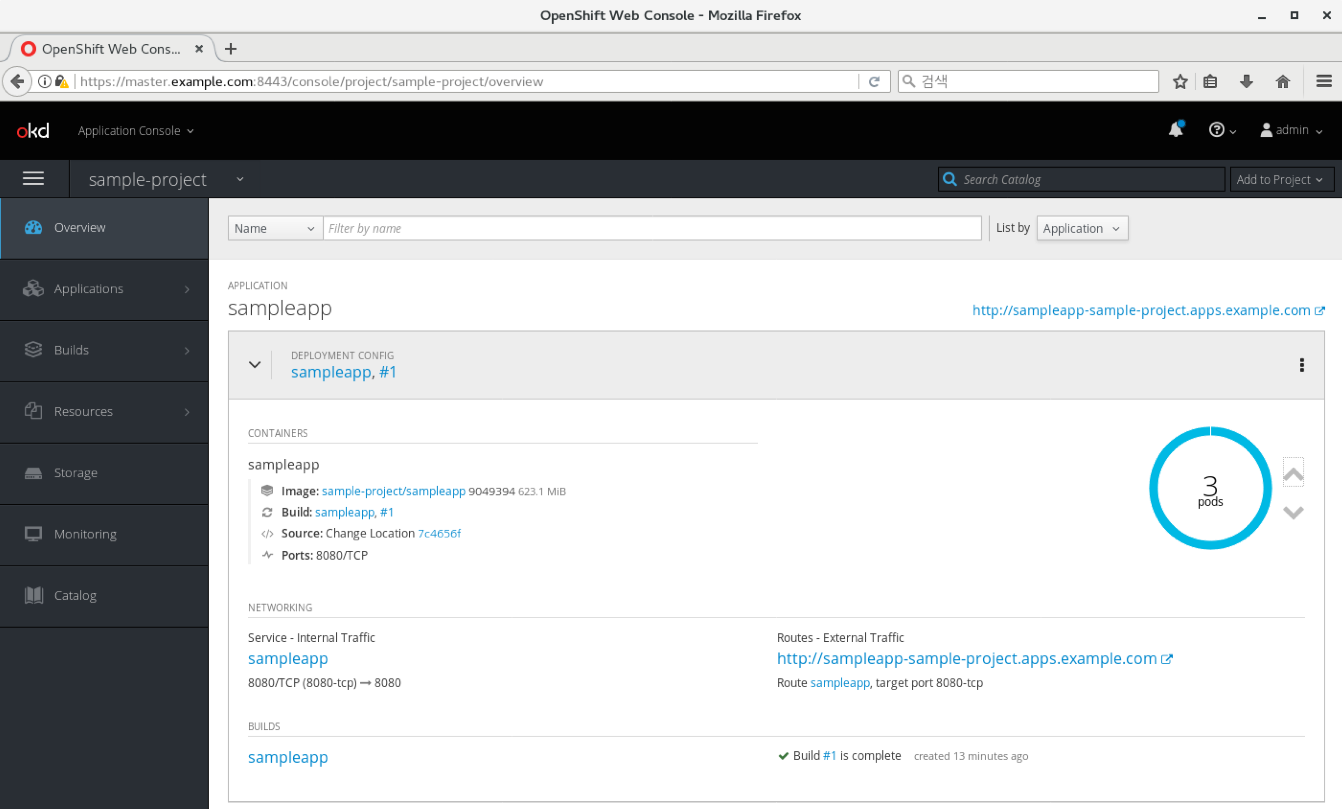 OpenShift Web Console - Mozilla Firefox
OpenShift Web Cons...
https://master.example.com:8443/console/project/sample-project/overview
검색
okd
Application Console
admin
sample-project
Search Catalog
Add to Project
Overview
Applications
Builds
Resources
Storage
Monitoring
Catalog
Name
Filter by name
List by
Application
APPLICATION
sampleapp
http://sampleapp-sample-project.apps.example.com
DEPLOYMENT CONFIG
sampleapp, #1
CONTAINERS
sampleapp
Image: sample-project/sampleapp 9049394 623.1 MiB
Build: sampleapp, #1
Source: Change Location 7c4656f
Ports: 8080/TCP
3
pods
NETWORKING
Service - Internal Traffic
sampleapp
8080/TCP (8080-tcp) → 8080
Routes - External Traffic
http://sampleapp-sample-project.apps.example.com
Route sampleapp, target port 8080-tcp
BUILDS
sampleapp
Build #1 is complete created 13 minutes ago